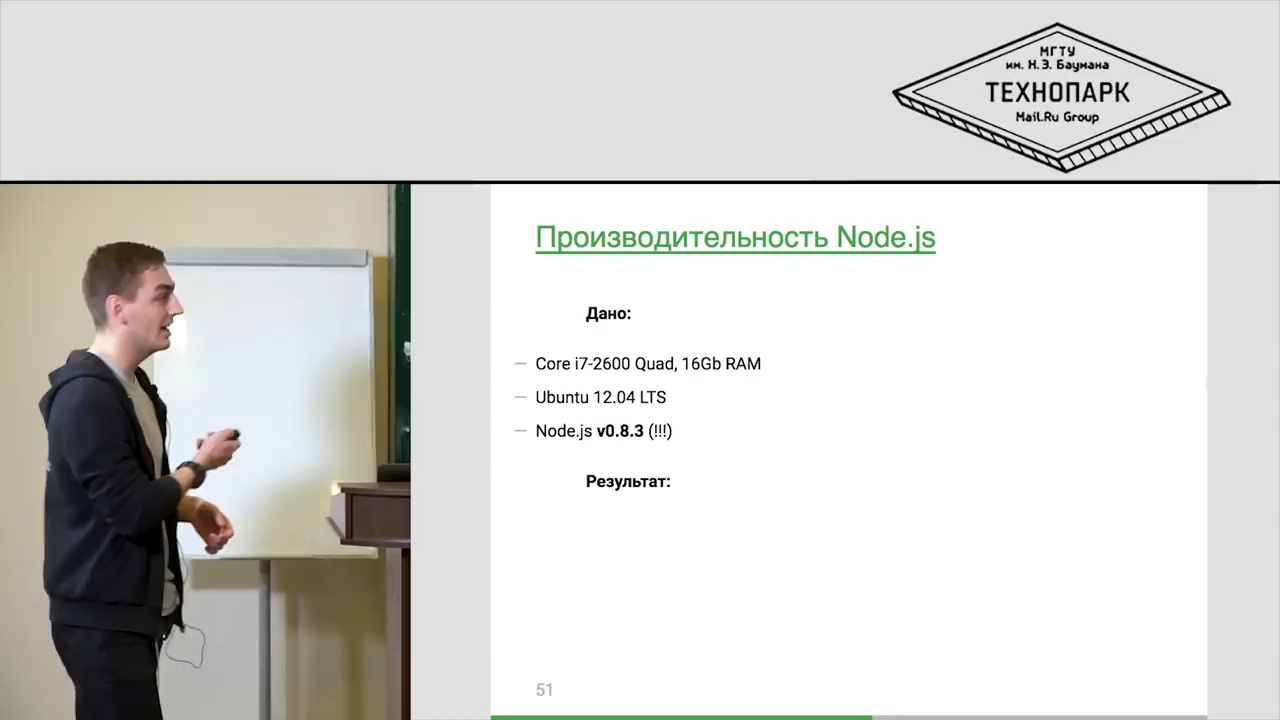 МГТУ
им. Н.Э. Баумана
ТЕХНОПАРК
Mail.Ru Group
Производительность Node.js
Дано:
— Core i7-2600 Quad, 16Gb RAM
— Ubuntu 12.04 LTS
— Node.js v0.8.3 (!!!)
Результат:
51